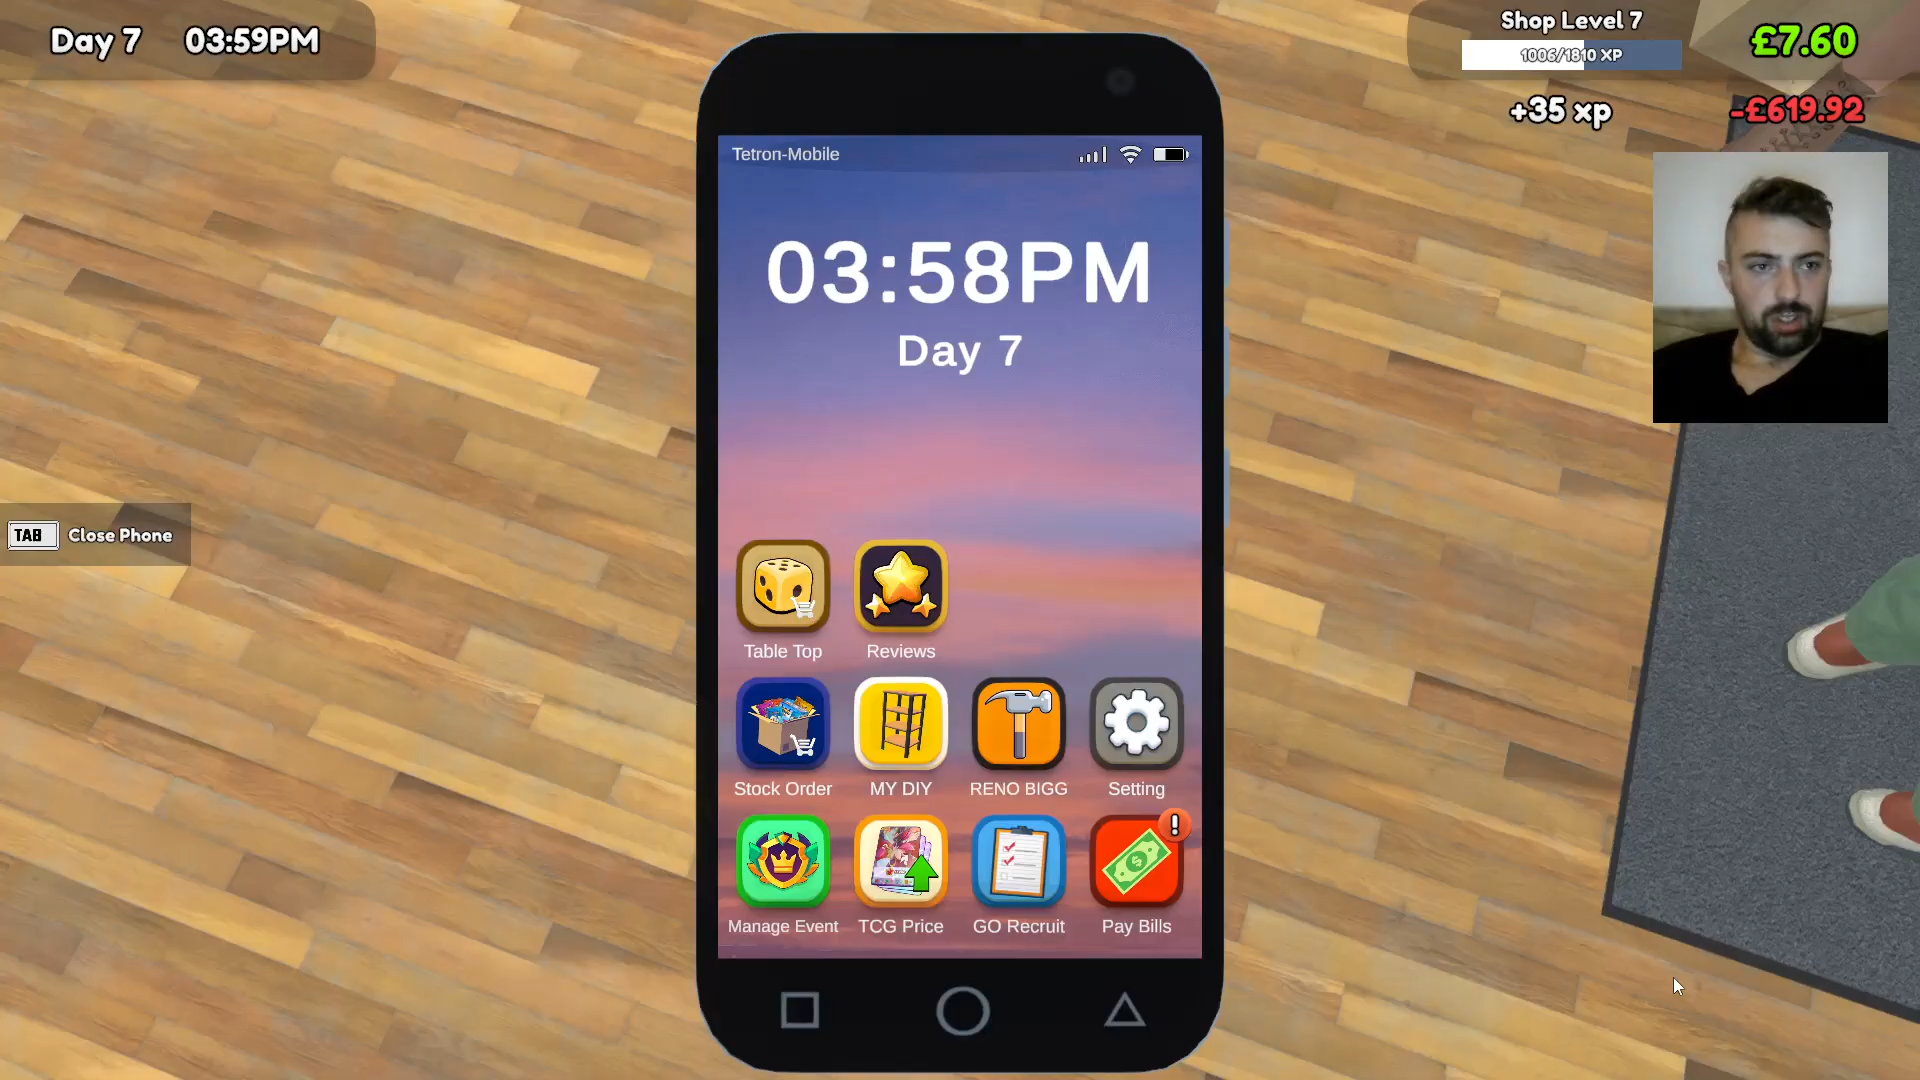 Day 7 03:59PM
Shop Level 7
1006/1810 XP
£7.60
+35 xp
-£619.92
Tetron-Mobile
03:58PM
Day 7
TAB Close Phone
Table Top Reviews
Stock Order MY DIY RENO BIGG Setting
!
Manage Event TCG Price GO Recruit Pay Bills